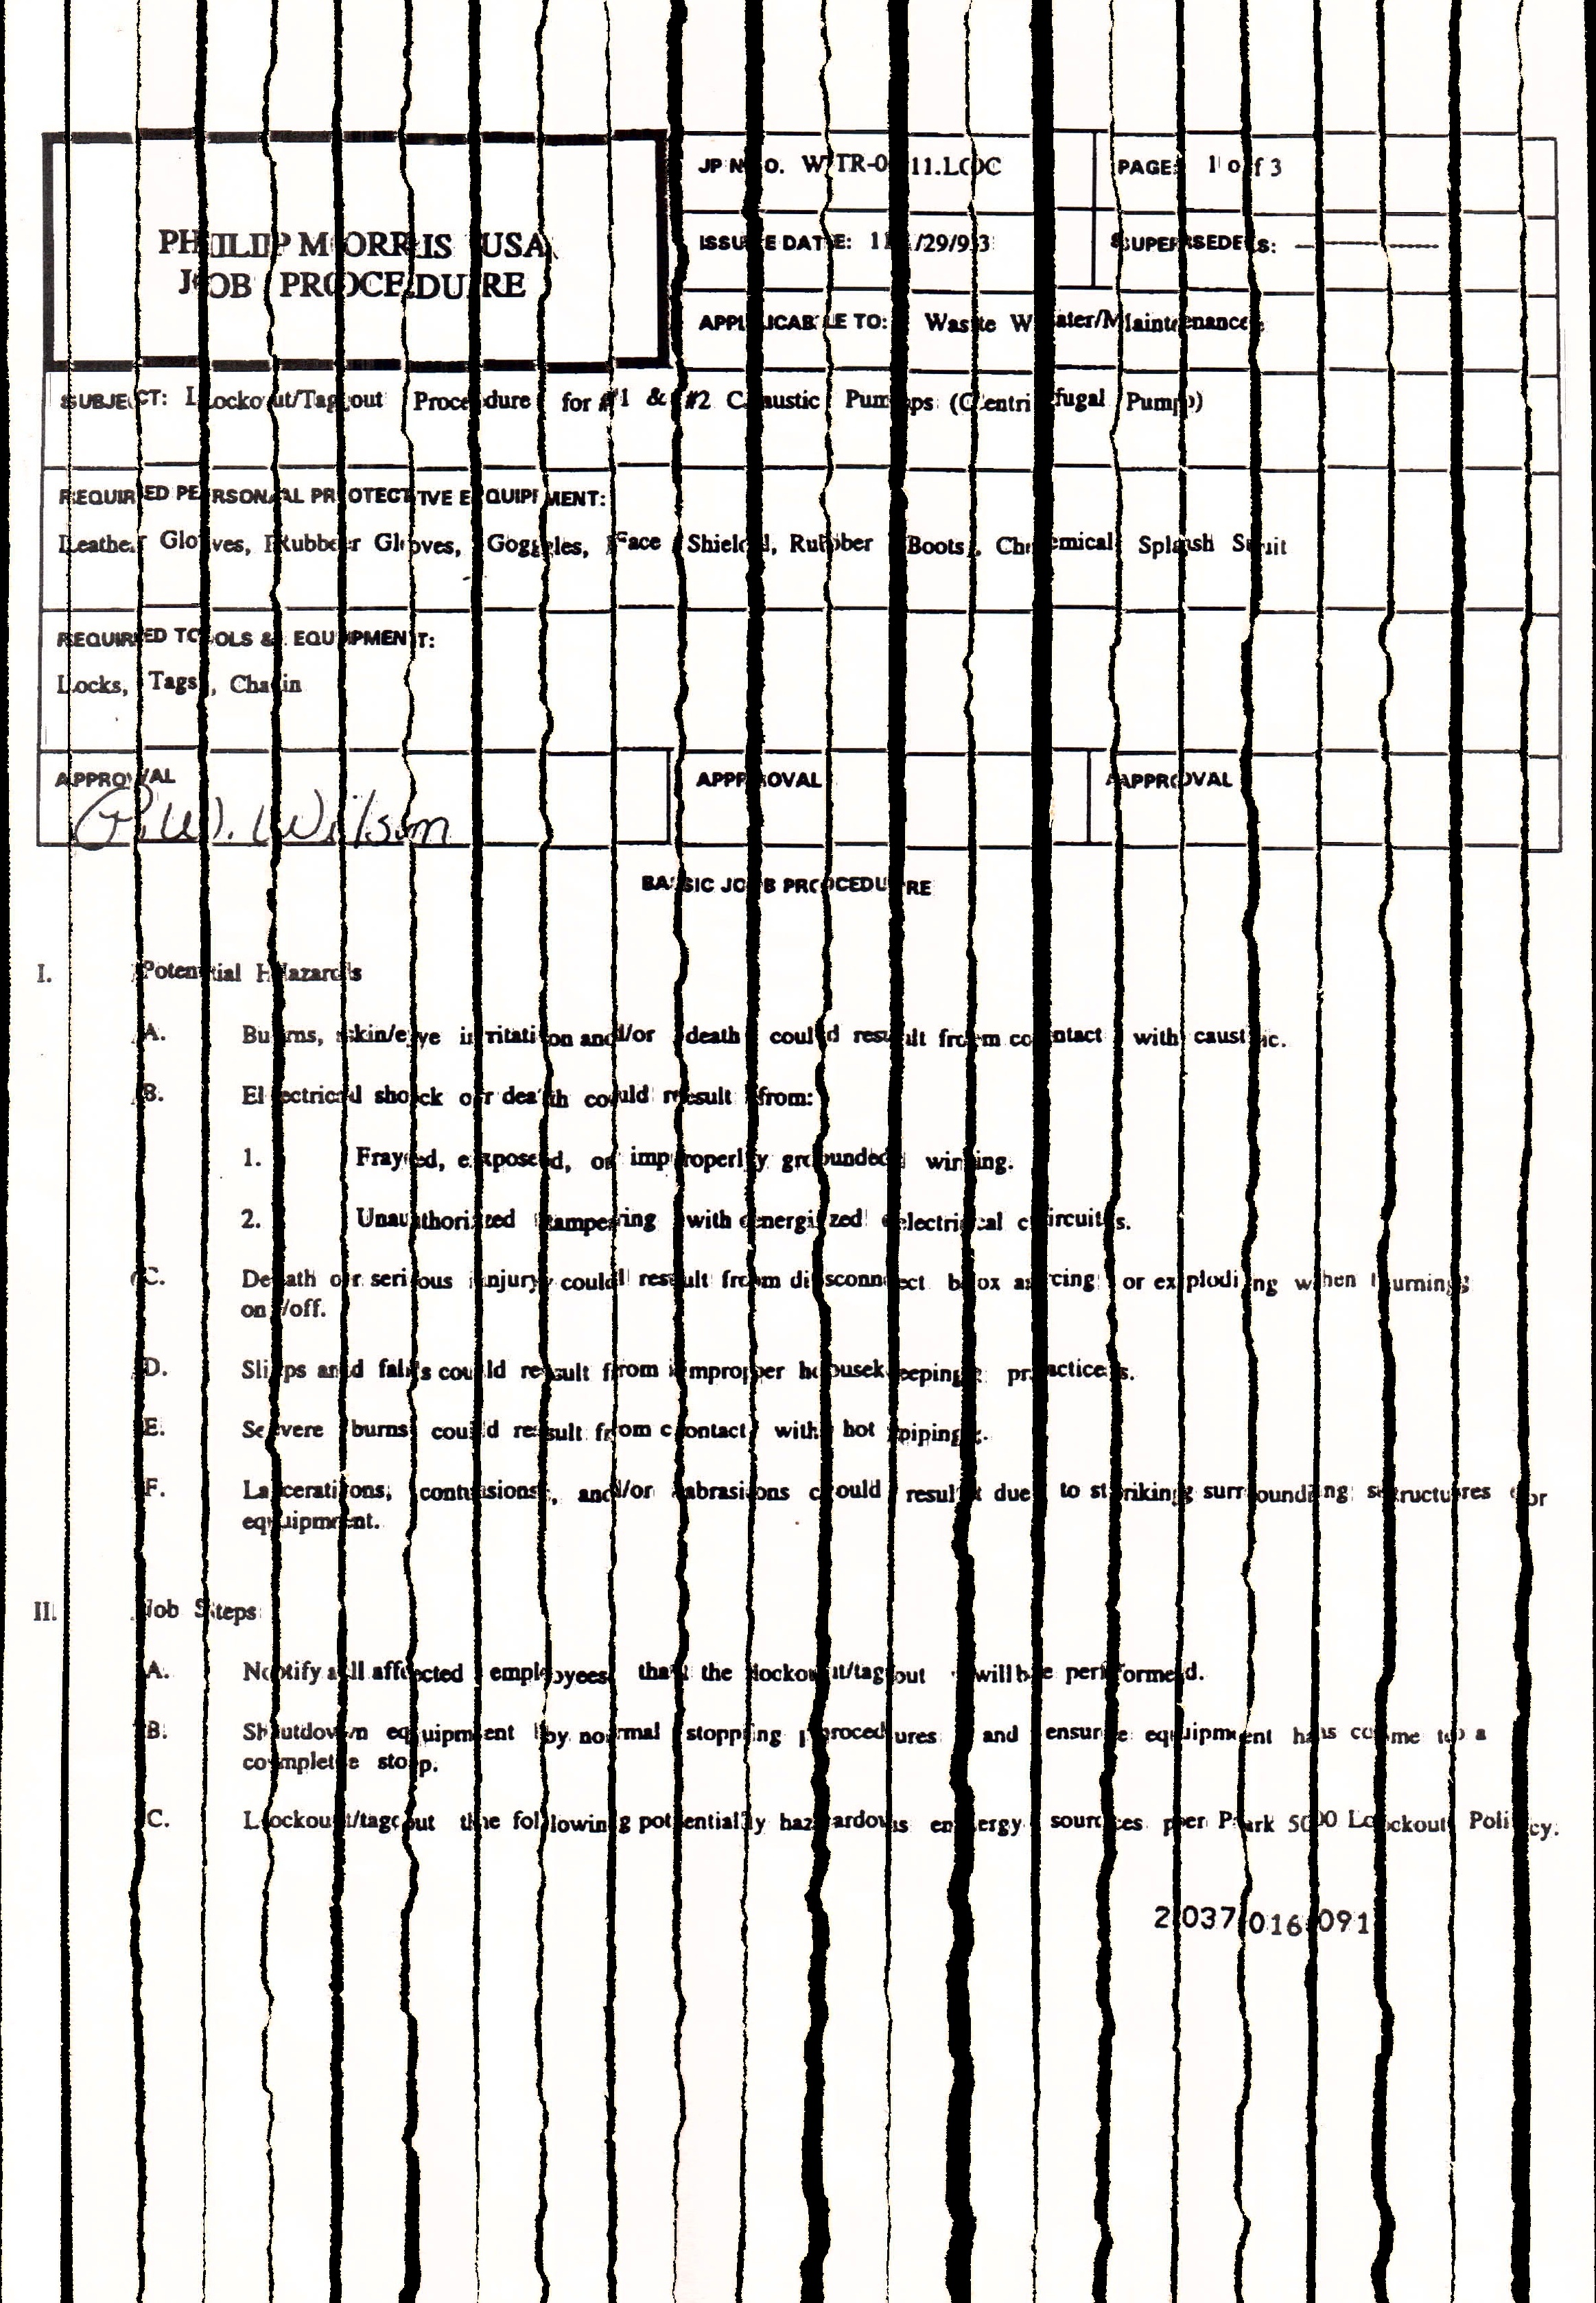 PHILIP MORRIS USA
JOB PROCEDURE
JP NO. WTR-011.LOC
PAGE: 1 of 3
ISSUE DATE: 11/29/93
SUPERSEDES: ----------
APPLICABLE TO: Waste Water/Maintenance
SUBJECT: Lockout/Tagout Procedure for #1 & #2 Caustic Pumps (Centrifugal Pump)
REQUIRED PERSONAL PROTECTIVE EQUIPMENT:
Leather Gloves, Rubber Gloves, Goggles, Face Shield, Rubber Boots, Chemical Splash Suit
REQUIRED TOOLS & EQUIPMENT:
Locks, Tags, Chain
APPROVAL
APPROVAL
APPROVAL
P.W. Wilson
BASIC JOB PROCEDURE
I. Potential Hazards
A. Burns, skin/eye irritation and/or death could result from contact with caustic.
B. Electrical shock or death could result from:
1. Frayed, exposed, or improperly grounded wiring.
2. Unauthorized tampering with energized electrical circuits.
C. Death or serious injury could result from disconnect box arcing or exploding when turning
on/off.
D. Slips and falls could result from improper housekeeping practices.
E. Severe burns could result from contact with hot piping.
F. Lacerations, contusions, and/or abrasions could result due to striking surrounding structures or
equipment.
II. Job Steps
A. Notify all affected employees that the lockout/tagout will be performed.
B. Shutdown equipment by normal stopping procedures and ensure equipment has come to a
complete stop.
C. Lockout/tagout the following potentially hazardous energy sources per Park 500 Lockout Policy.
2037016091